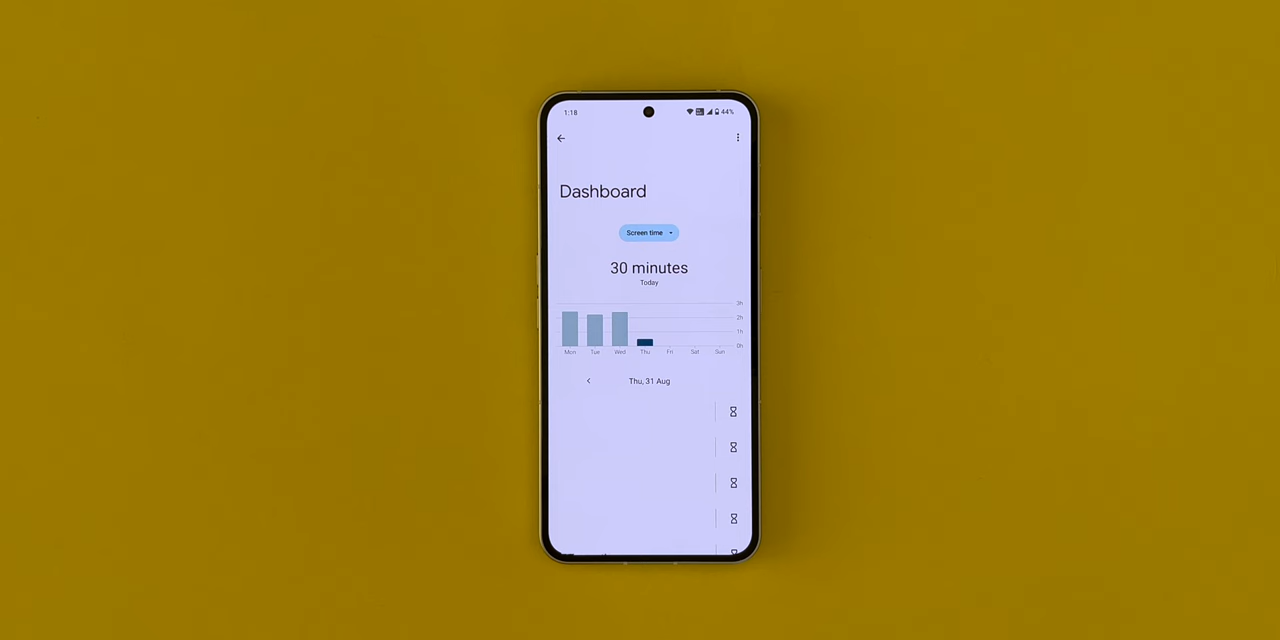 1:18 44%
Dashboard
Screen time
30 minutes
Today
3h
2h
1h
0h
Mon Tue Wed Thu Fri Sat Sun
Thu, 31 Aug